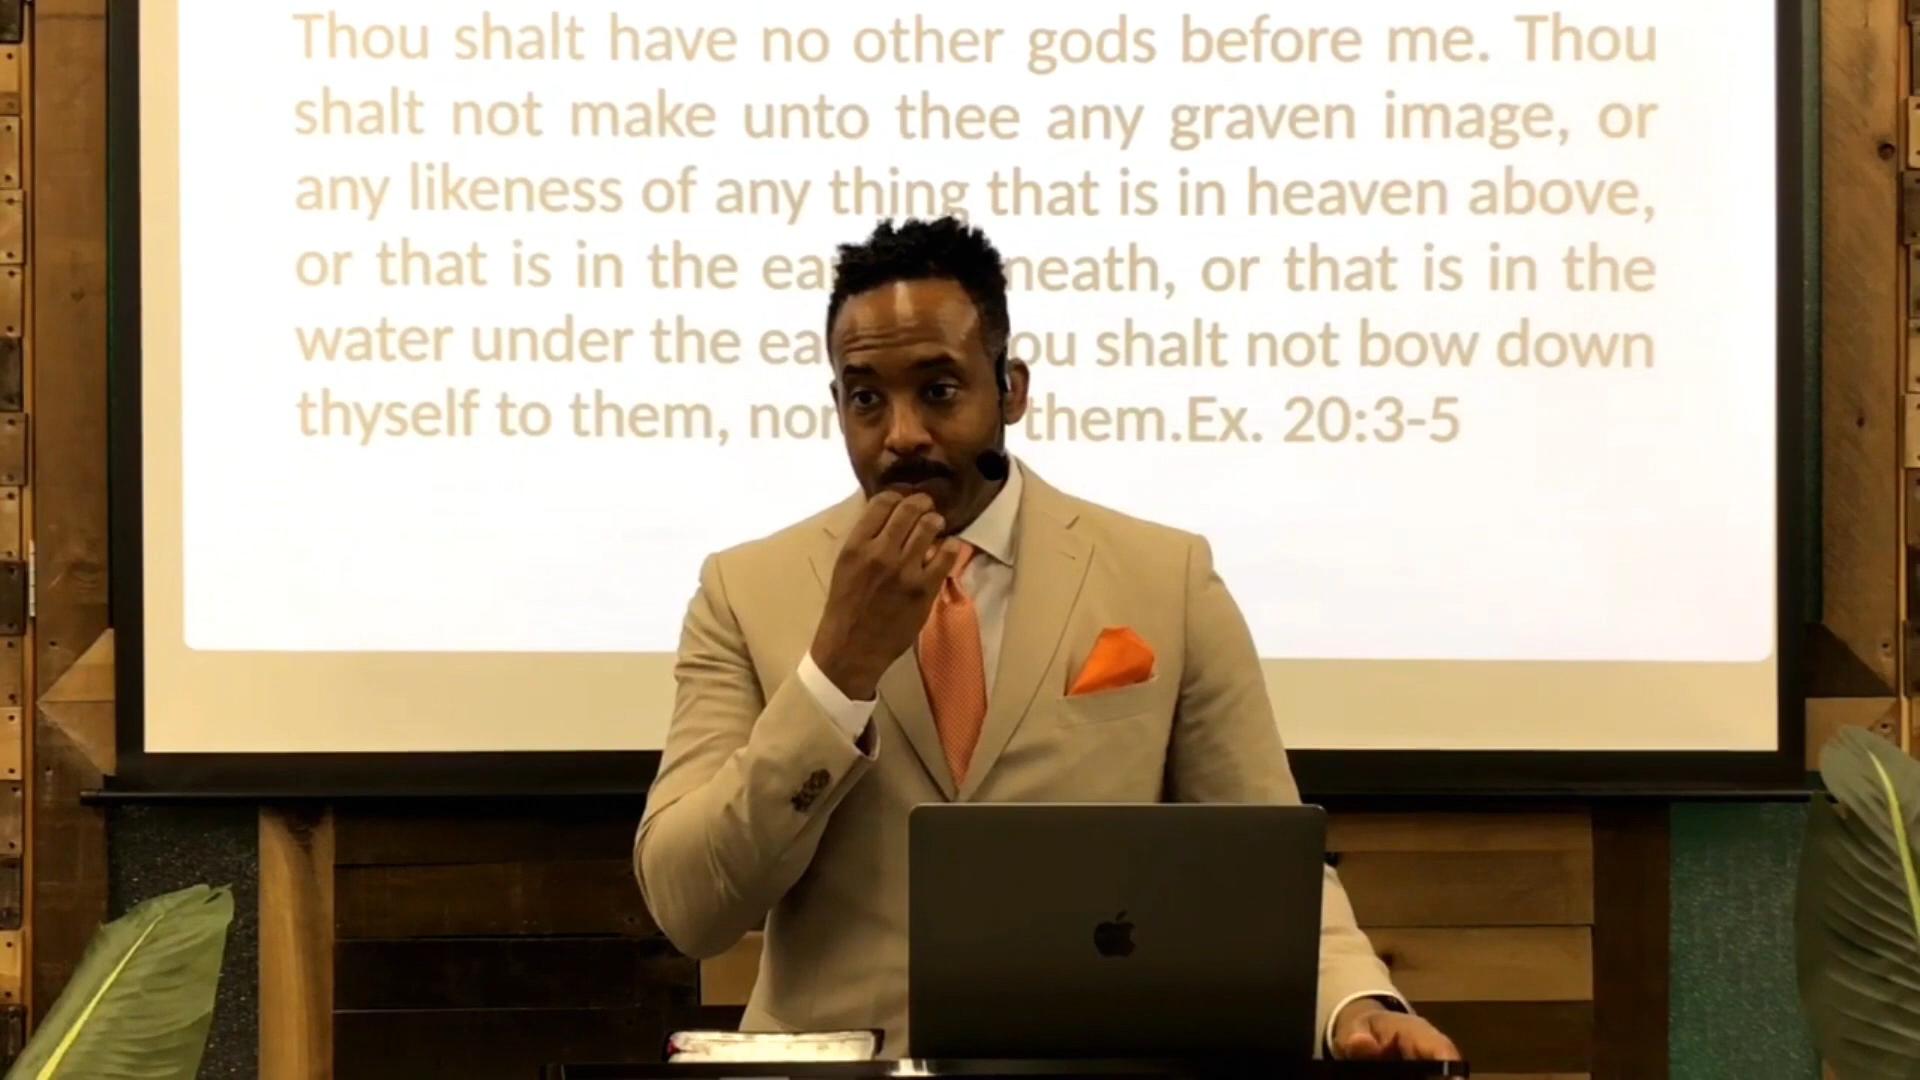 Thou shalt have no other gods before me. Thou
shalt not make unto thee any graven image, or
any likeness of any thing that is in heaven above,
or that is in the ea neath, or that is in the
water under the ea ou shalt not bow down
thyself to them, nor them.Ex. 20:3-5